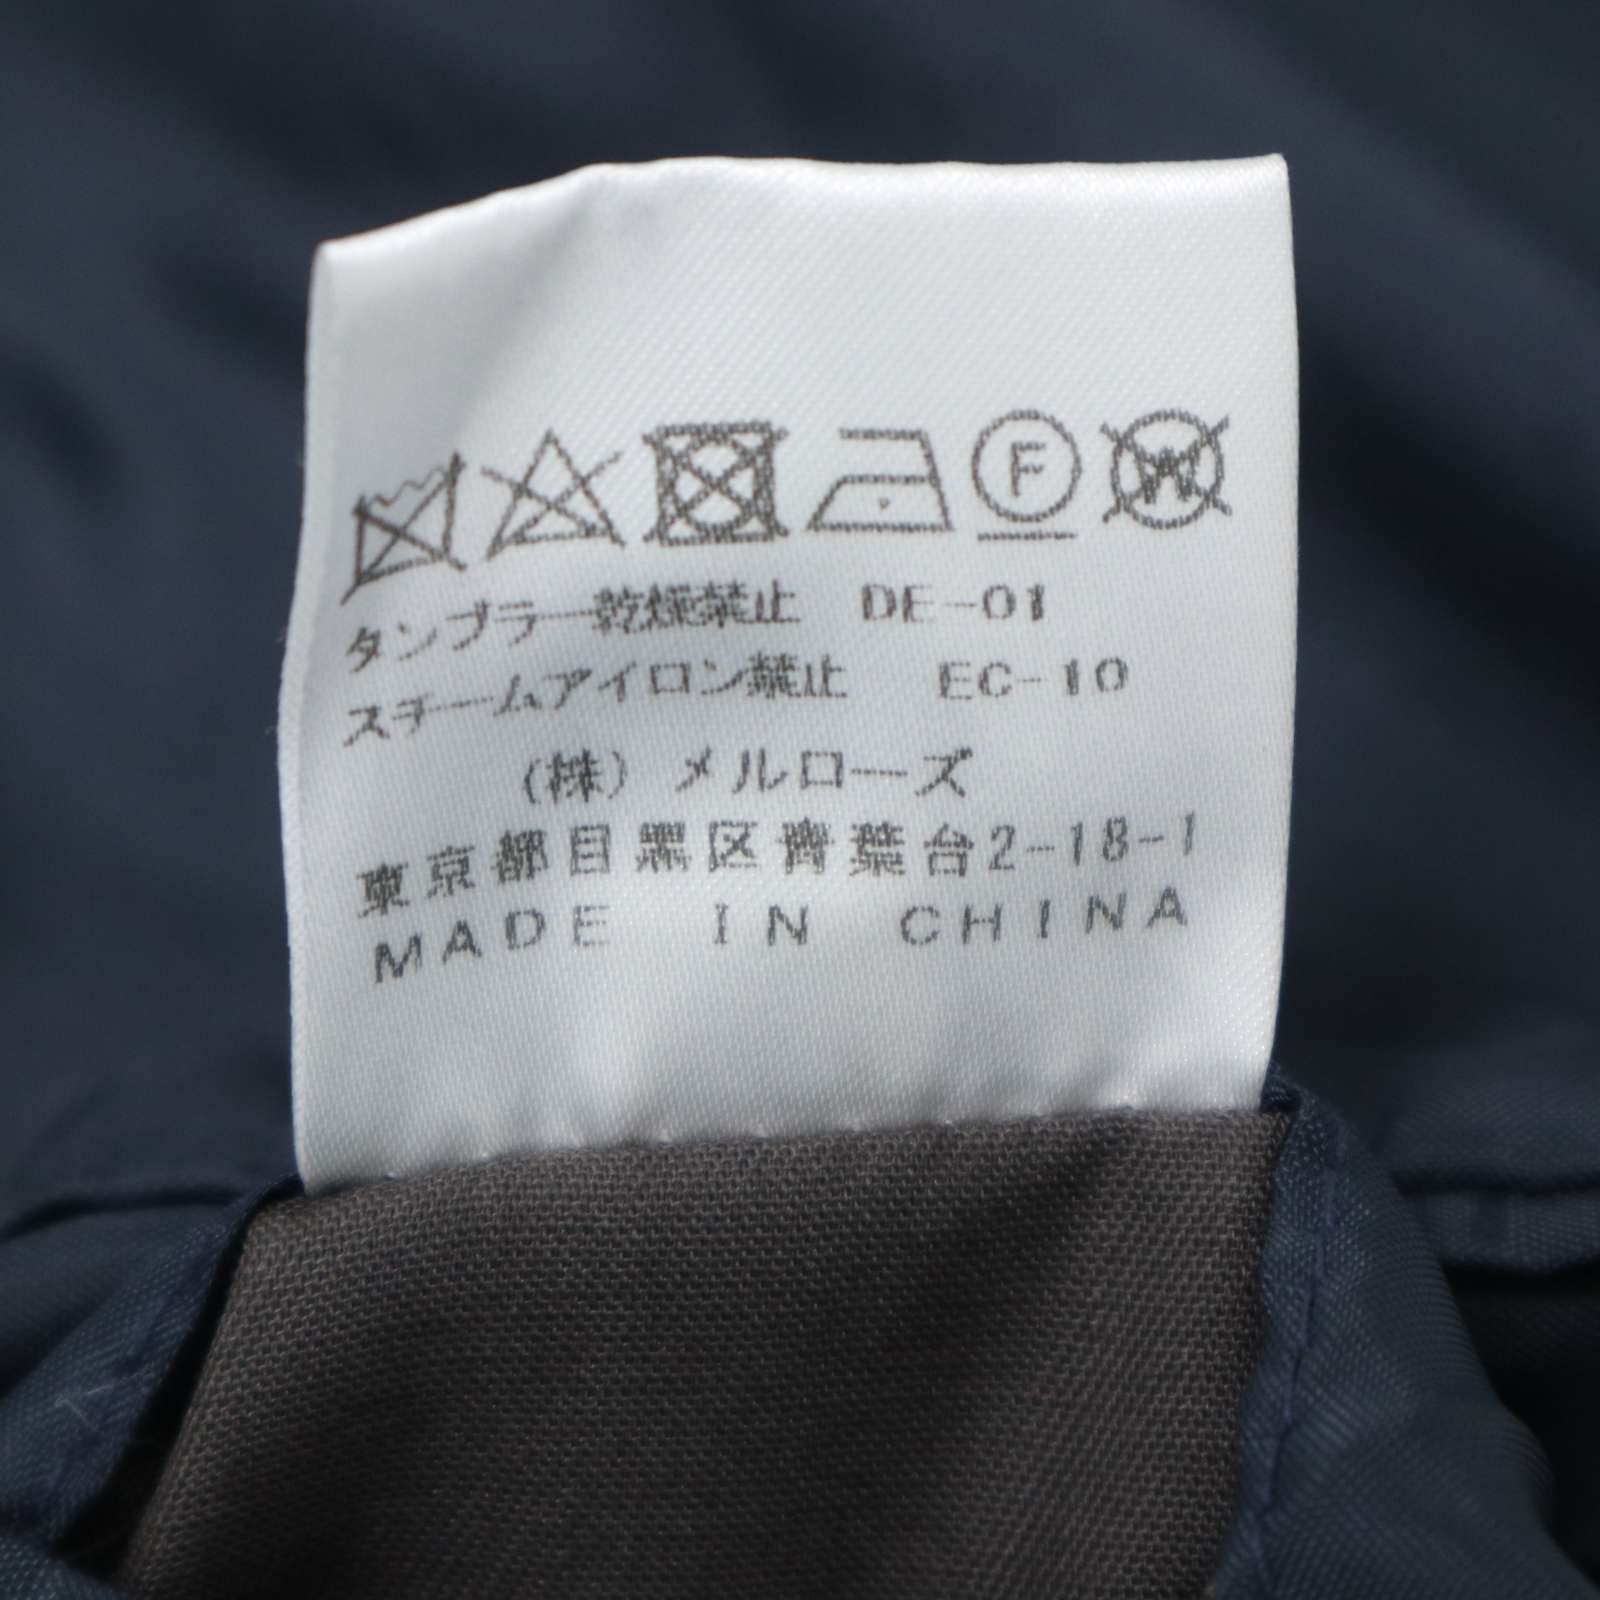 F W
タンブラー乾燥禁止 DE-01
スチームアイロン禁止 EC-10
(株) メルローズ
東京都目黒区青葉台2-18-1
MADE IN CHINA